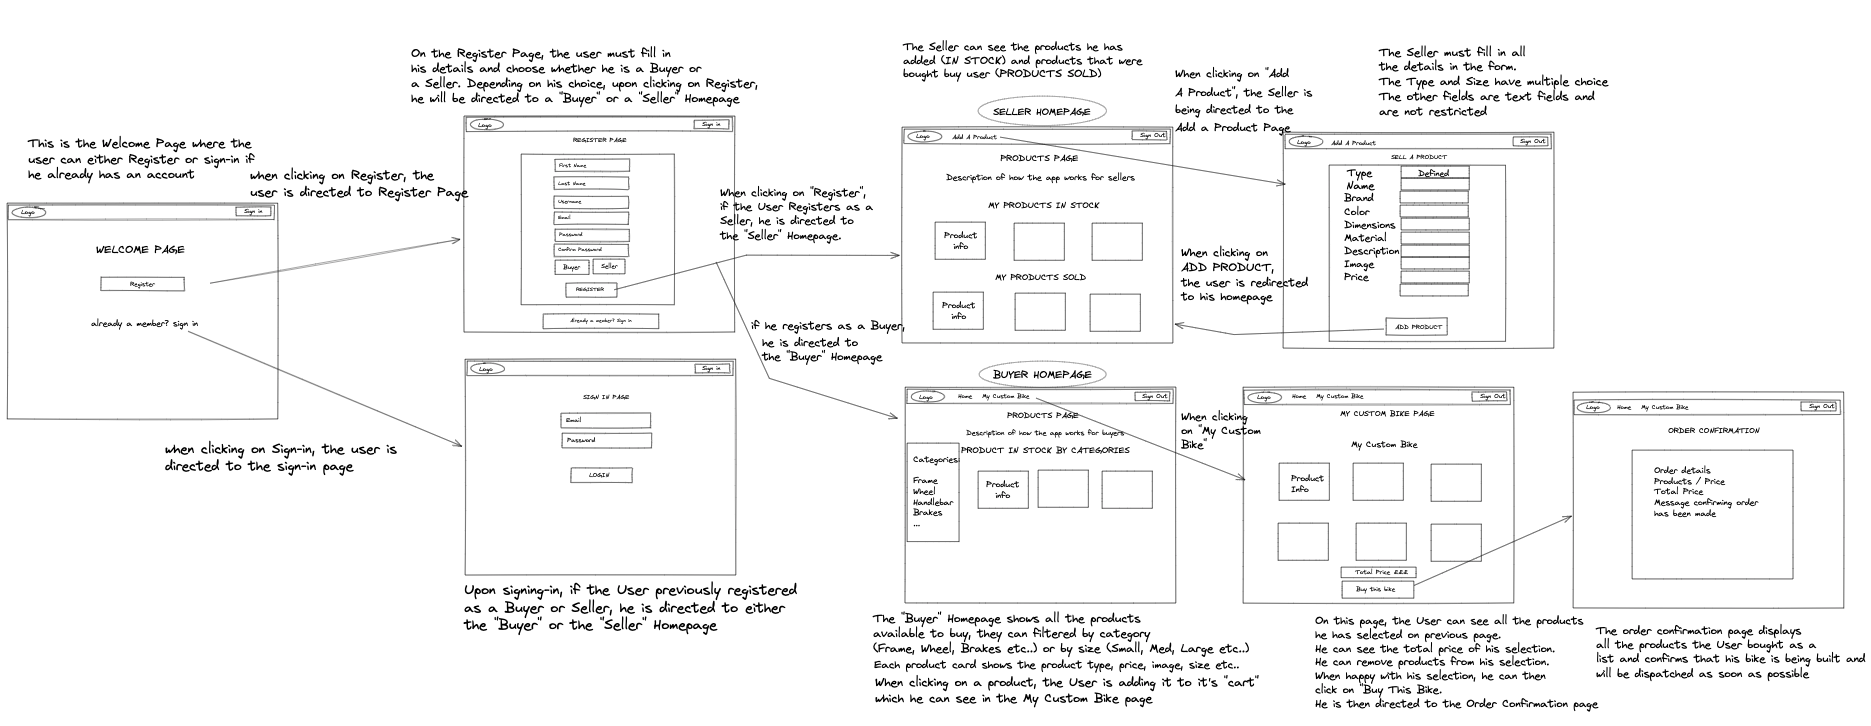 This is the Welcome Page where the
user can either Register or sign-in if
he already has an account
Logo
Sign in
WELCOME PAGE
Register
already a member? sign in
when clicking on Register, the
user is directed to Register Page
when clicking on Sign-in, the user is
directed to the sign-in page
On the Register Page, the user must fill in
his details and choose whether he is a Buyer or
a Seller. Depending on his choice, upon clicking on Register,
he will be directed to a "Buyer" or a "Seller" Homepage
Logo
Sign in
REGISTER PAGE
First Name
Last Name
Username
Email
Password
Confirm Password
Buyer
Seller
REGISTER
Already a member? Sign in
Logo
Sign in
SIGN IN PAGE
Email
Password
LOGIN
Upon signing-in, if the User previously registered
as a Buyer or Seller, he is directed to either
the "Buyer" or the "Seller" Homepage
When clicking on "Register",
if the User Registers as a
Seller, he is directed to
the "Seller" Homepage.
if he registers as a Buyer,
he is directed to
the "Buyer" Homepage
The Seller can see the products he has
added (IN STOCK) and products that were
bought buy user (PRODUCTS SOLD)
SELLER HOMEPAGE
Logo
Add A Product
Sign Out
PRODUCTS PAGE
Description of how the app works for sellers
MY PRODUCTS IN STOCK
Product
info
MY PRODUCTS SOLD
Product
info
When clicking on "Add
A Product", the Seller is
being directed to the
Add a Product Page
When clicking on
ADD PRODUCT,
the user is redirected
to his homepage
The Seller must fill in all
the details in the form.
The Type and Size have multiple choice
The other fields are text fields and
are not restricted
Logo
Add A Product
Sign Out
SELL A PRODUCT
Type
Defined
Name
Brand
Color
Dimensions
Material
Description
Image
Price
ADD PRODUCT
BUYER HOMEPAGE
Logo
Home
My Custom Bike
Sign Out
PRODUCTS PAGE
Description of how the app works for buyers
PRODUCT IN STOCK BY CATEGORIES
Categories:
Frame
Wheel
Handlebar
Brakes
...
Product
info
The "Buyer" Homepage shows all the products
available to buy, they can filtered by category
(Frame, Wheel, Brakes etc..) or by size (Small, Med, Large etc..)
Each product card shows the product type, price, image, size etc..
When clicking on a product, the User is adding it to it's "cart"
which he can see in the My Custom Bike page
When clicking
on "My Custom
Bike"
Logo
Home
My Custom Bike
Sign Out
MY CUSTOM BIKE PAGE
My Custom Bike
Product
Info
Total Price £££
Buy this bike
On this page, the User can see all the products
he has selected on previous page.
He can see the total price of his selection.
He can remove products from his selection.
When happy with his selection, he can then
click on "Buy This Bike.
He is then directed to the Order Confirmation page
Logo
Home
My Custom Bike
Sign Out
ORDER CONFIRMATION
Order details
Products / Price
Total Price
Message confirming order
has been made
The order confirmation page displays
all the products the User bought as a
list and confirms that his bike is being built and
will be dispatched as soon as possible